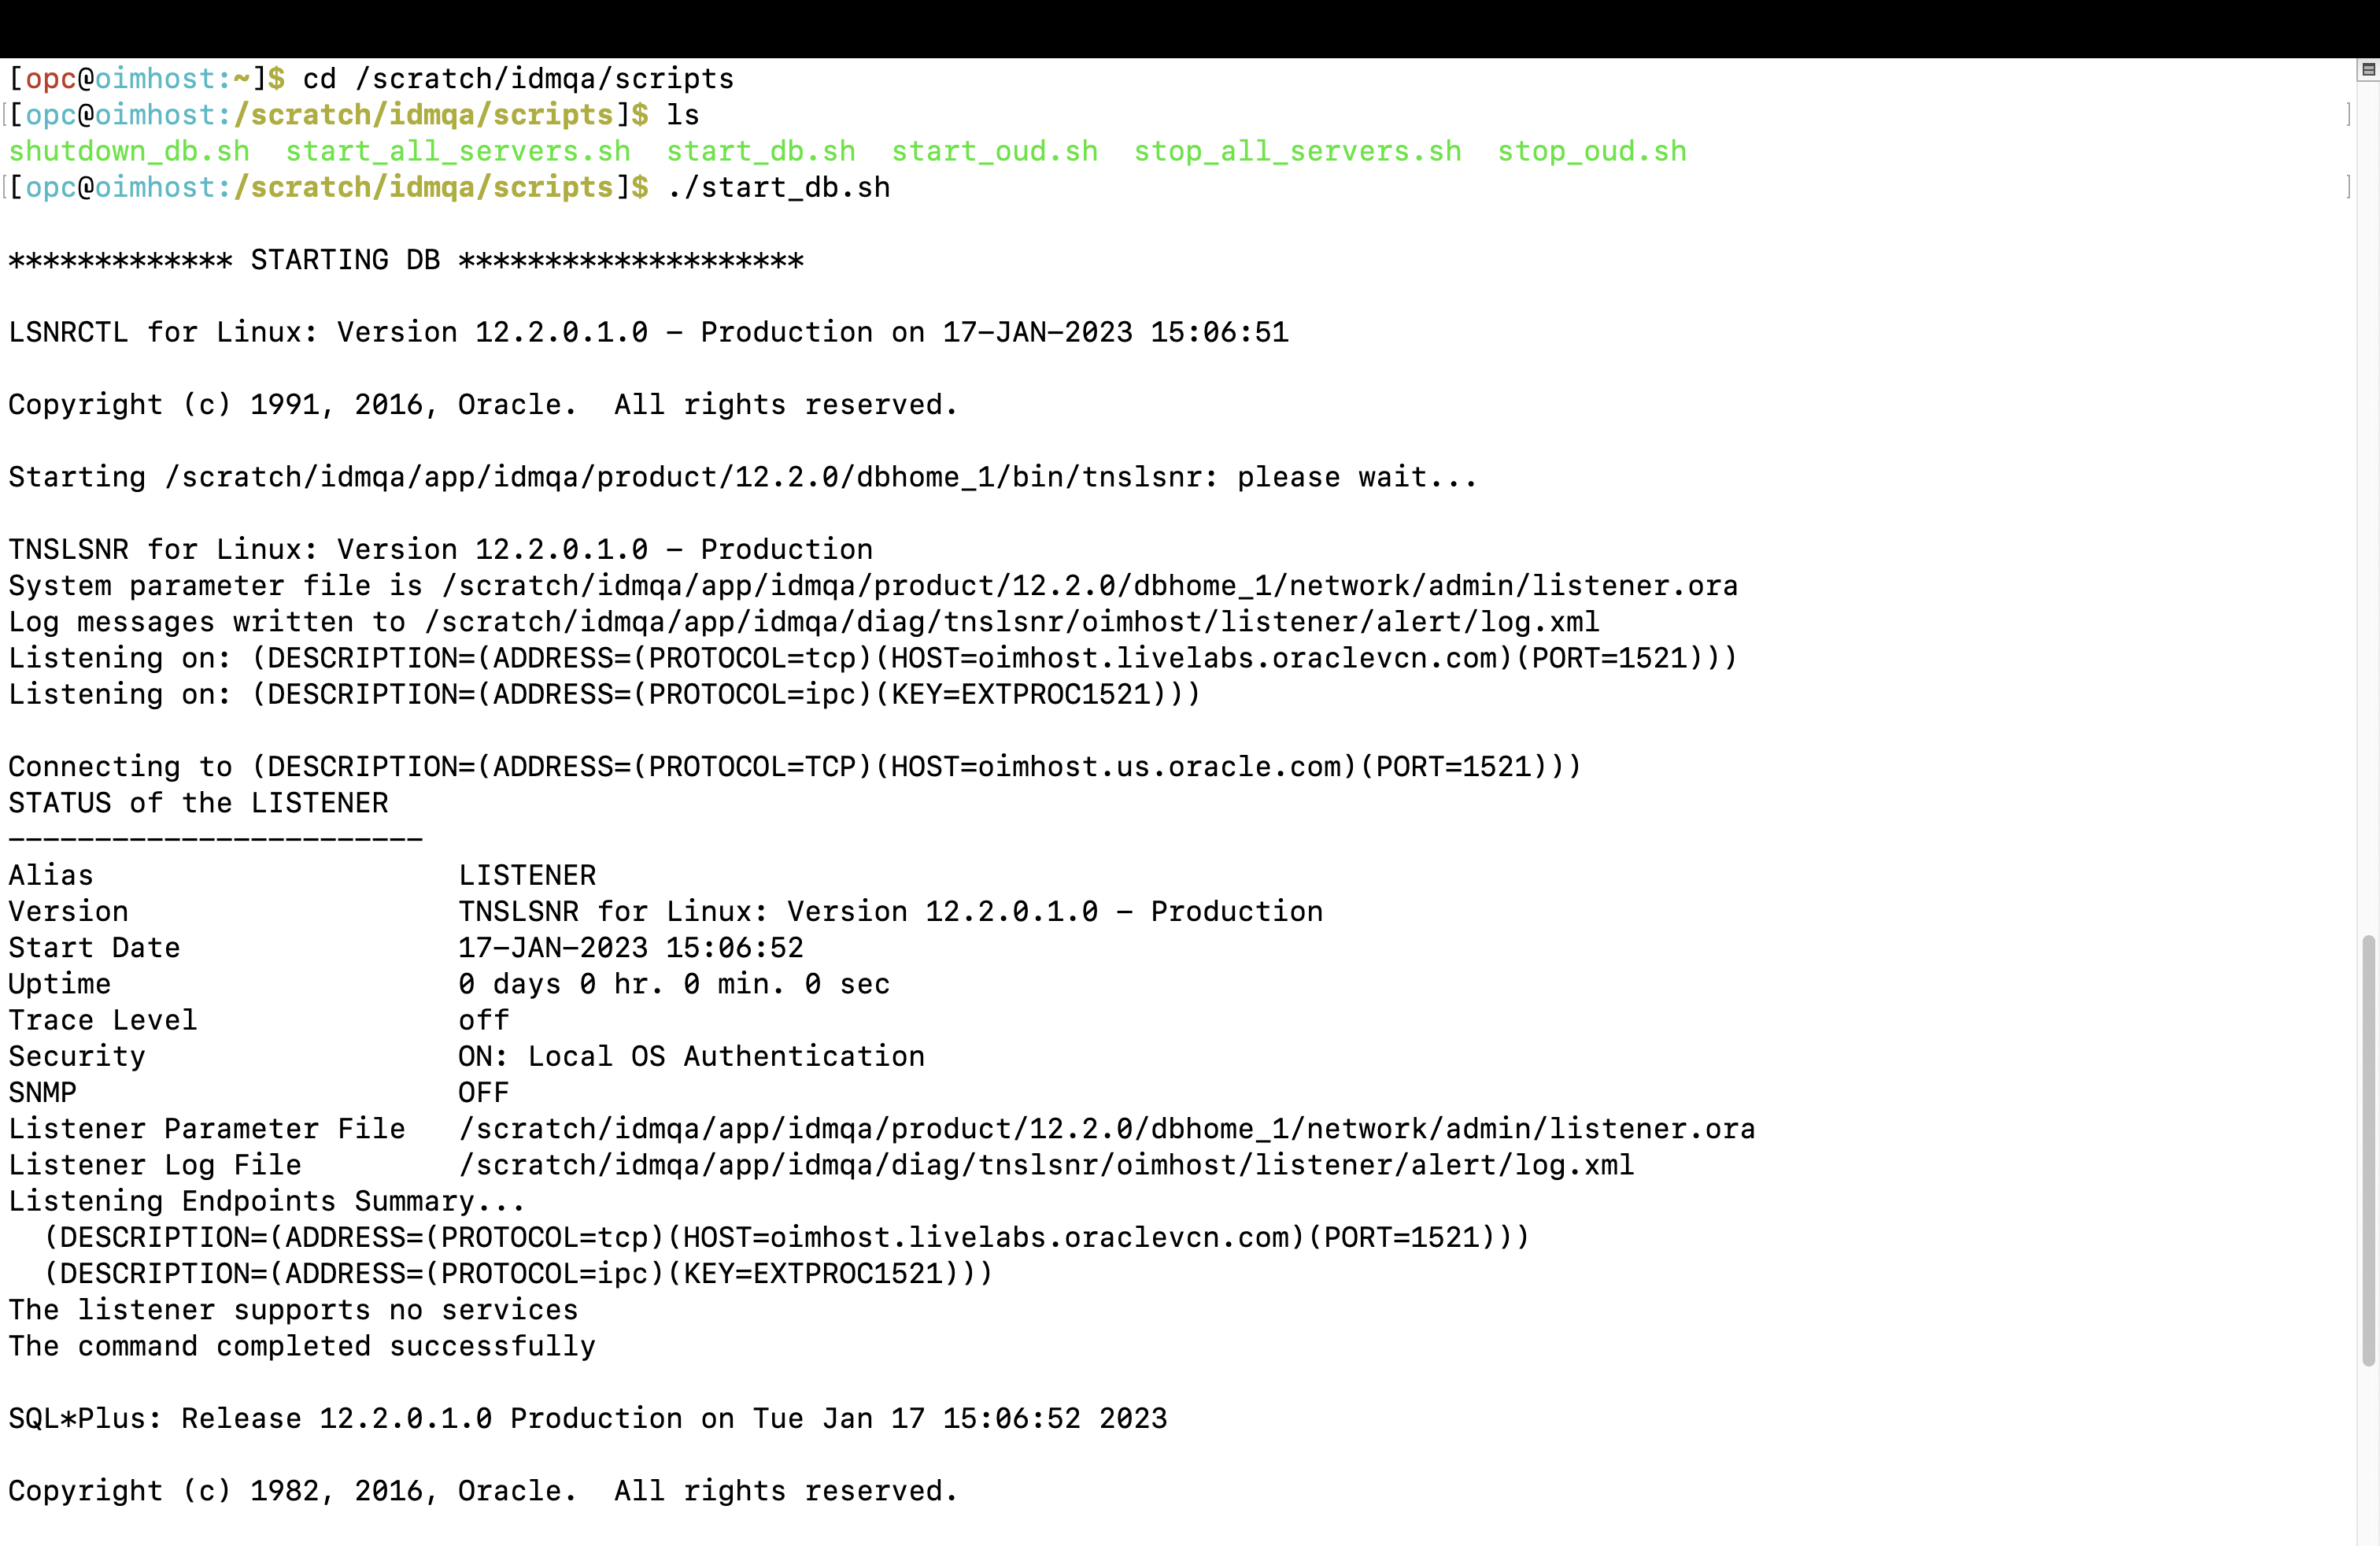 [opc@oimhost:~]$ cd /scratch/idmqa/scripts
[[opc@oimhost:/scratch/idmqa/scripts]$ ls ]
shutdown_db.sh  start_all_servers.sh  start_db.sh  start_oud.sh  stop_all_servers.sh  stop_oud.sh
[[opc@oimhost:/scratch/idmqa/scripts]$ ./start_db.sh ]
************* STARTING DB ********************
LSNRCTL for Linux: Version 12.2.0.1.0 – Production on 17–JAN–2023 15:06:51
Copyright (c) 1991, 2016, Oracle.  All rights reserved.
Starting /scratch/idmqa/app/idmqa/product/12.2.0/dbhome_1/bin/tnslsnr: please wait...
TNSLSNR for Linux: Version 12.2.0.1.0 – Production
System parameter file is /scratch/idmqa/app/idmqa/product/12.2.0/dbhome_1/network/admin/listener.ora
Log messages written to /scratch/idmqa/app/idmqa/diag/tnslsnr/oimhost/listener/alert/log.xml
Listening on: (DESCRIPTION=(ADDRESS=(PROTOCOL=tcp)(HOST=oimhost.livelabs.oraclevcn.com)(PORT=1521)))
Listening on: (DESCRIPTION=(ADDRESS=(PROTOCOL=ipc)(KEY=EXTPROC1521)))
Connecting to (DESCRIPTION=(ADDRESS=(PROTOCOL=TCP)(HOST=oimhost.us.oracle.com)(PORT=1521)))
STATUS of the LISTENER
––––––––––––––––––––––––
Alias                     LISTENER
Version                   TNSLSNR for Linux: Version 12.2.0.1.0 – Production
Start Date                17–JAN–2023 15:06:52
Uptime                    0 days 0 hr. 0 min. 0 sec
Trace Level               off
Security                  ON: Local OS Authentication
SNMP                      OFF
Listener Parameter File   /scratch/idmqa/app/idmqa/product/12.2.0/dbhome_1/network/admin/listener.ora
Listener Log File         /scratch/idmqa/app/idmqa/diag/tnslsnr/oimhost/listener/alert/log.xml
Listening Endpoints Summary...
  (DESCRIPTION=(ADDRESS=(PROTOCOL=tcp)(HOST=oimhost.livelabs.oraclevcn.com)(PORT=1521)))
  (DESCRIPTION=(ADDRESS=(PROTOCOL=ipc)(KEY=EXTPROC1521)))
The listener supports no services
The command completed successfully
SQL*Plus: Release 12.2.0.1.0 Production on Tue Jan 17 15:06:52 2023
Copyright (c) 1982, 2016, Oracle.  All rights reserved.